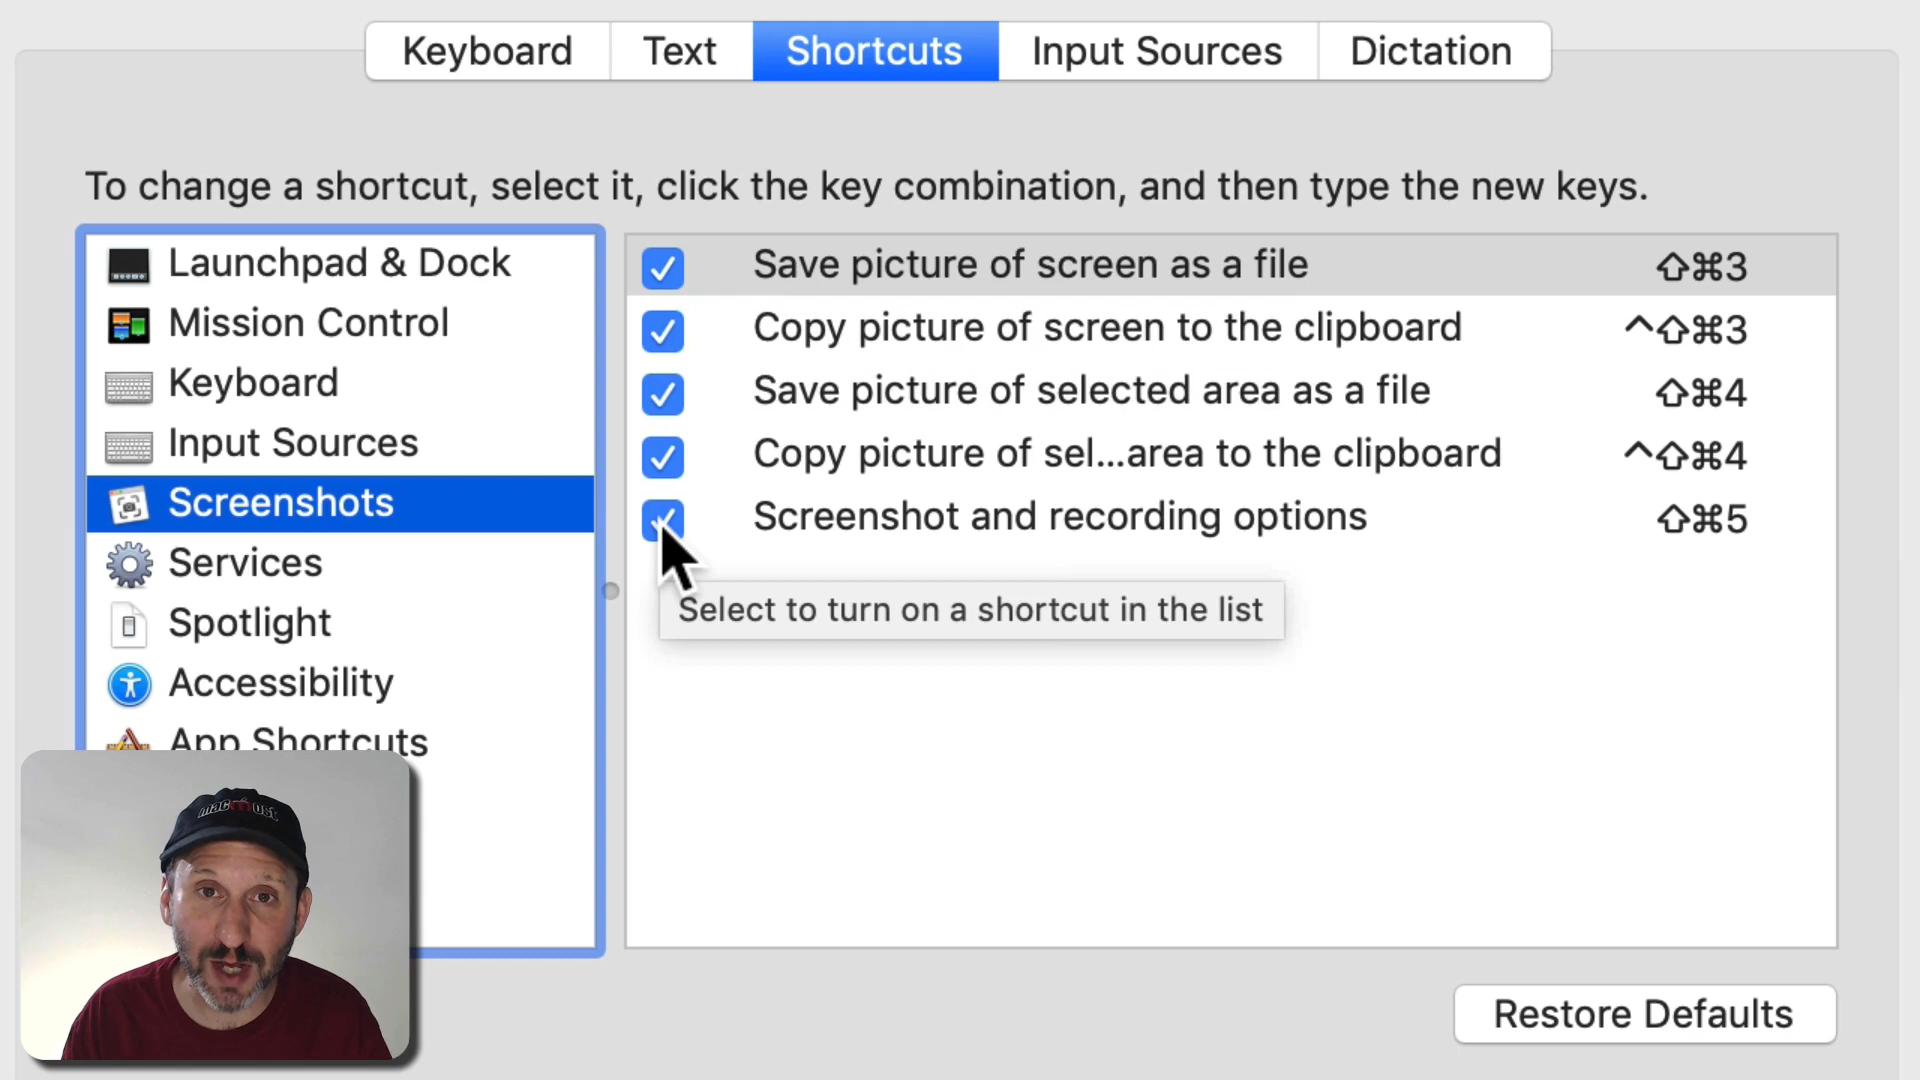 Keyboard
Text
Shortcuts
Input Sources
Dictation
To change a shortcut, select it, click the key combination, and then type the new keys.
Launchpad & Dock
Mission Control
Keyboard
Input Sources
Screenshots
Services
Spotlight
Accessibility
App Shortcuts
Save picture of screen as a file ⇧⌘3
Copy picture of screen to the clipboard ^⇧⌘3
Save picture of selected area as a file ⇧⌘4
Copy picture of sel...area to the clipboard ^⇧⌘4
Screenshot and recording options ⇧⌘5
Select to turn on a shortcut in the list
macmost
Restore Defaults